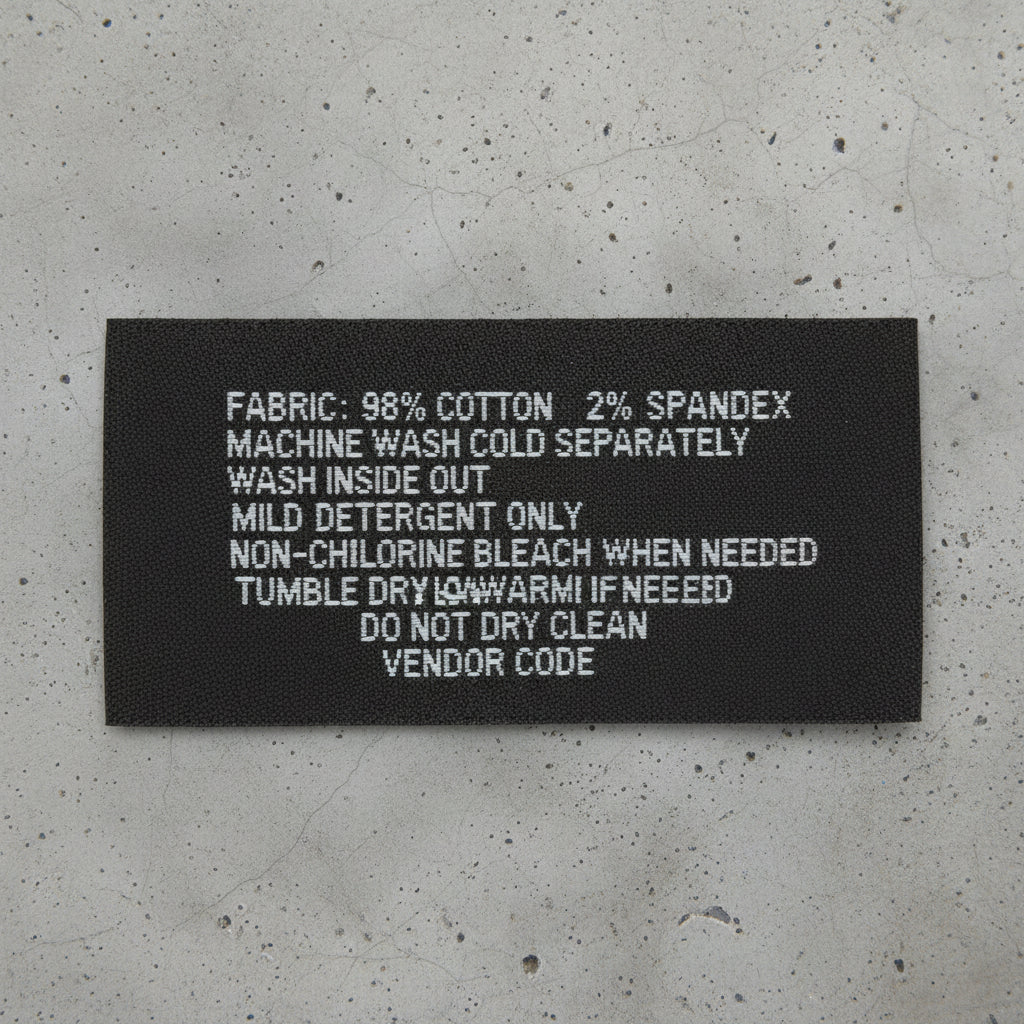 FABRIC: 98% COTTON 2% SPANDEX
MACHINE WASH COLD SEPARATELY
WASH INSIDE OUT
MILD DETERGENT ONLY
NON-CHILORINE BLEACH WHEN NEEDED
TUMBLE DRY IF
DO NOT DRY CLEAN
VENDOR CODE